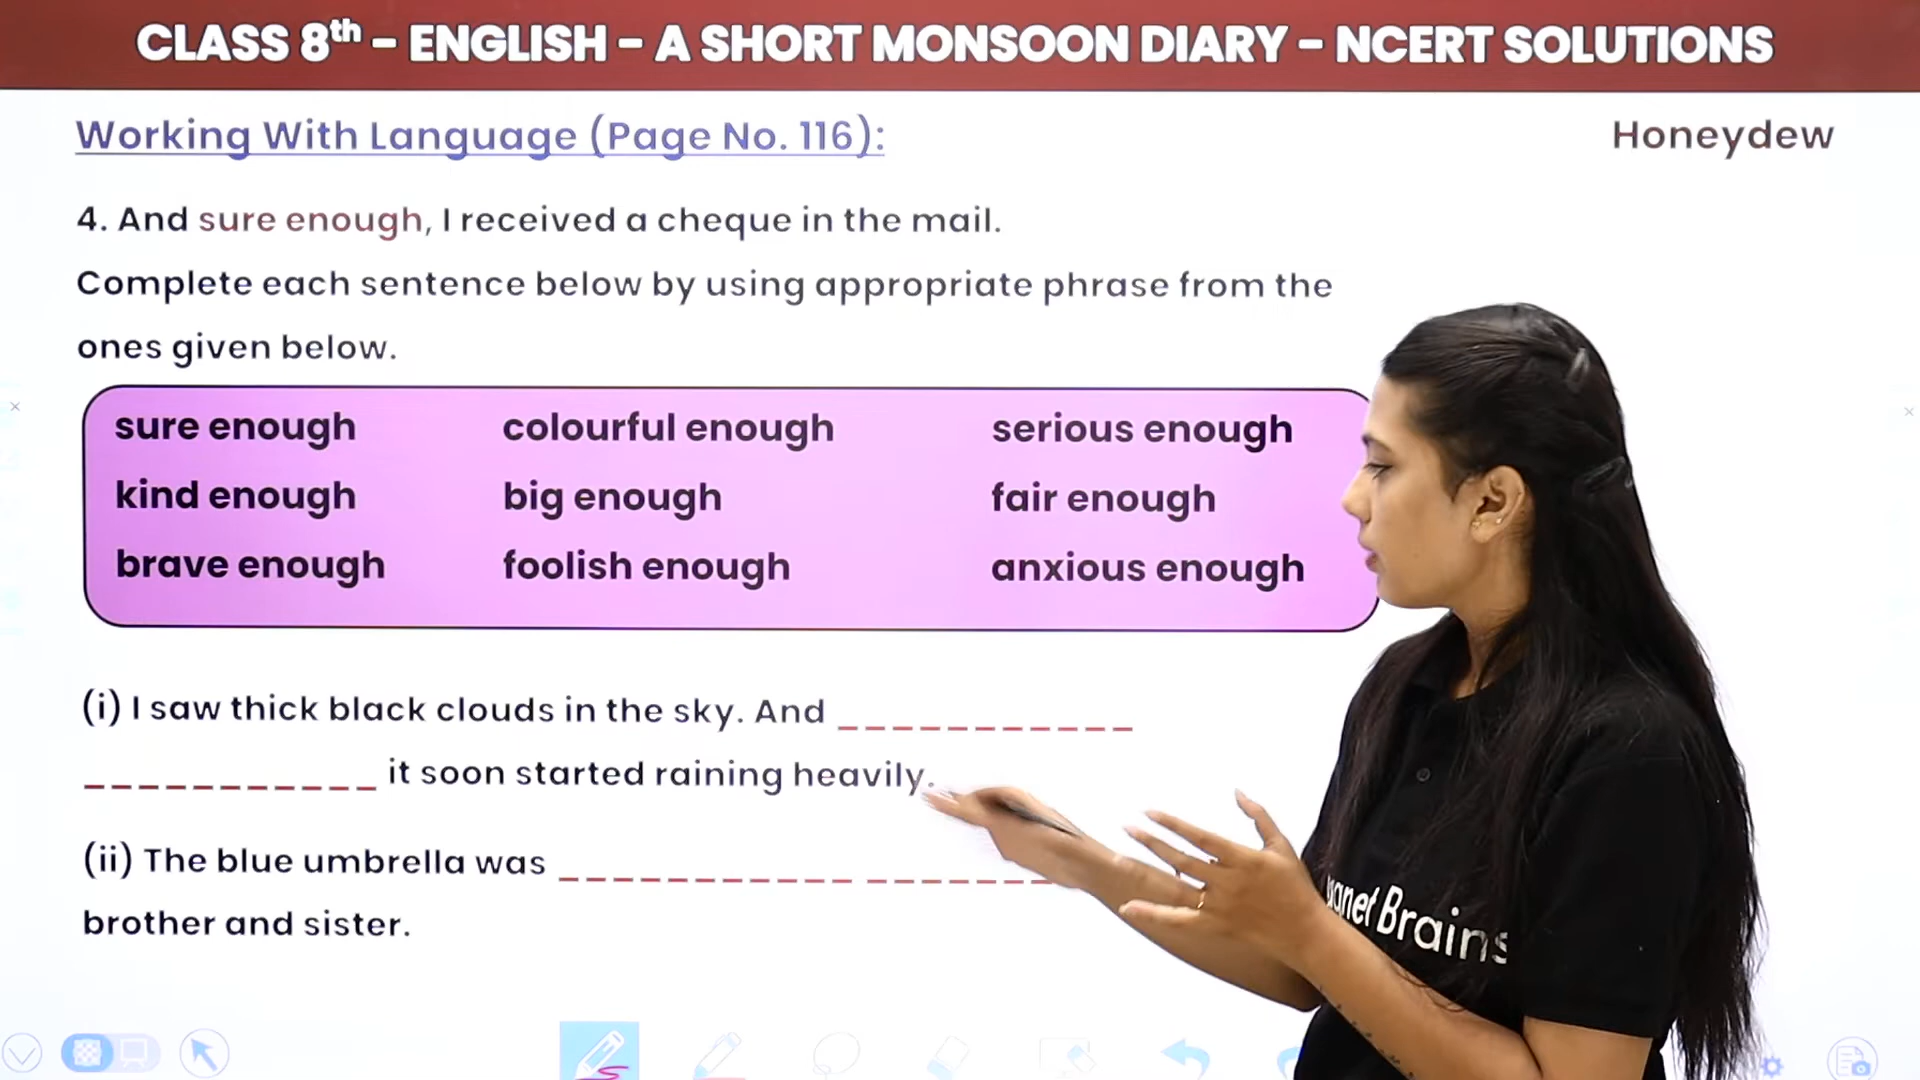 CLASS 8th - ENGLISH - A SHORT MONSOON DIARY - NCERT SOLUTIONS
Working With Language (Page No. 116):
Honeydew
4. And sure enough, I received a cheque in the mail.
Complete each sentence below by using appropriate phrase from the
ones given below.
sure enough colourful enough serious enough
kind enough big enough fair enough
brave enough foolish enough anxious enough
(i) I saw thick black clouds in the sky. And ___________
___________ it soon started raining heavily.
(ii) The blue umbrella was __________________
brother and sister.
Brains